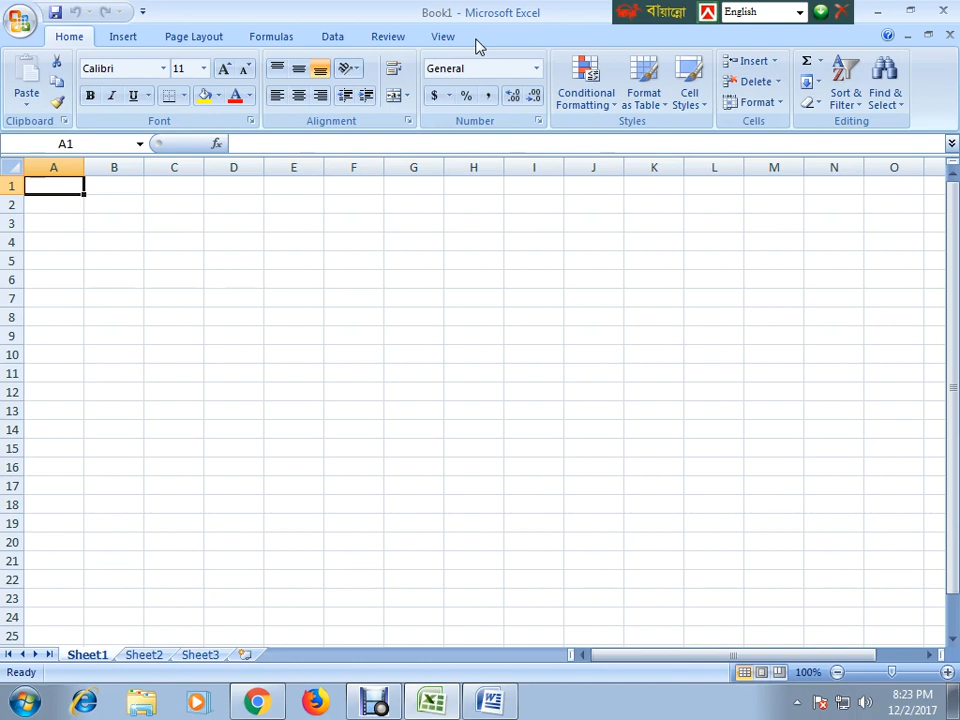 Book1 - Microsoft Excel
বাঁয়ান্নো English
Home Insert Page Layout Formulas Data Review View
Paste
Calibri 11
General
Conditional Formatting
Format as Table
Cell Styles
Insert
Delete
Format
Sort & Filter
Find & Select
Clipboard Font Alignment Number Styles Cells Editing
A1 fx
A B C D E F G H I J K L M N O
1
2
3
4
5
6
7
8
9
10
11
12
13
14
15
16
17
18
19
20
21
22
23
24
25
Sheet1 Sheet2 Sheet3
Ready 100%
8:23 PM
12/2/2017